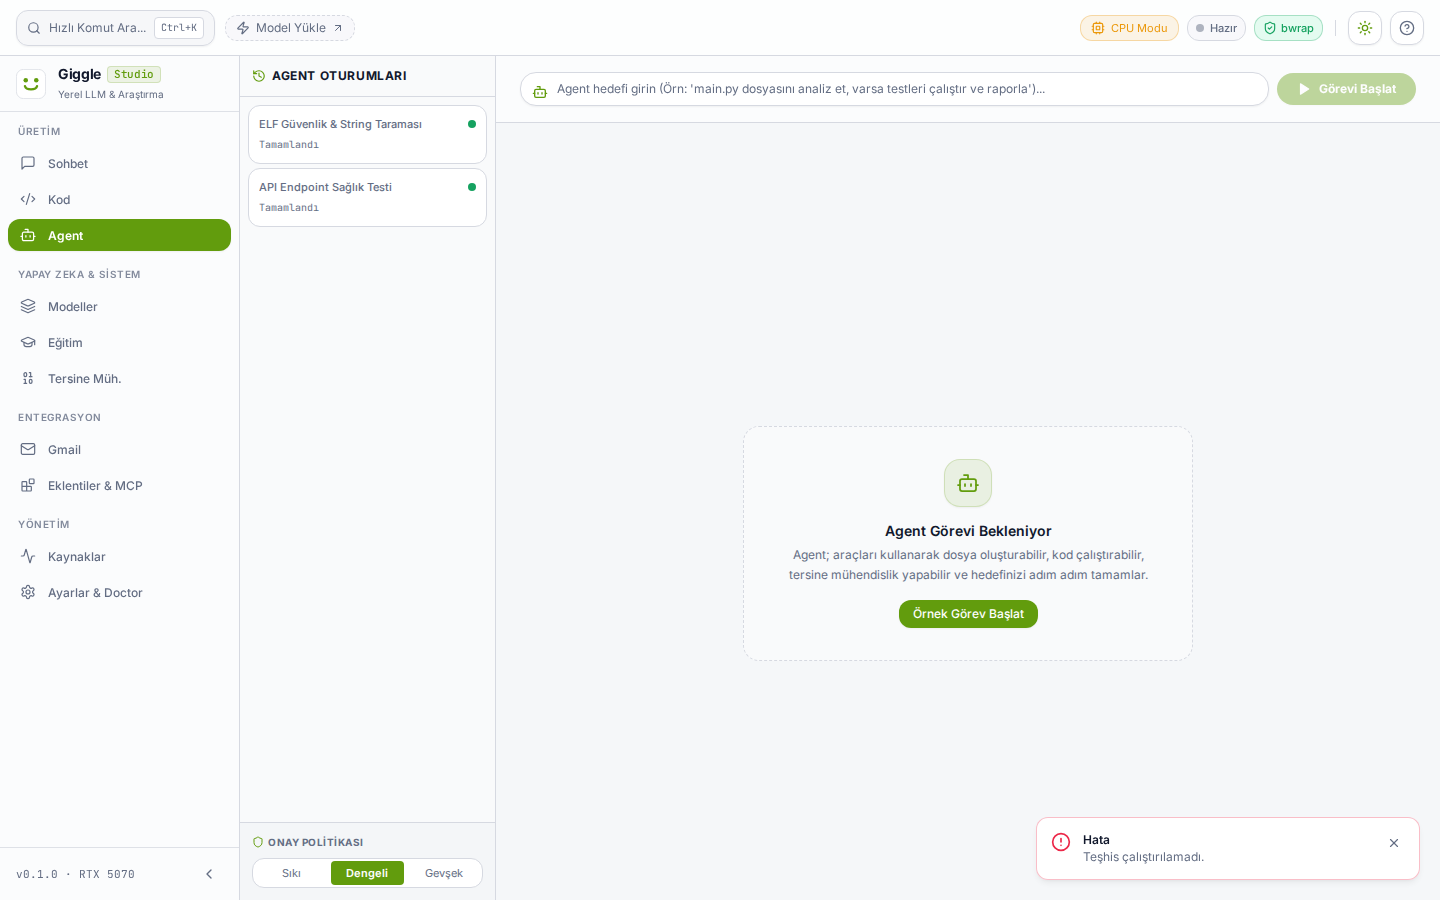 Hızlı Komut Ara...
Ctrl+K
Model Yükle
CPU Modu
Hazır
bwrap
Giggle
Studio
Yerel LLM & Araştırma
ÜRETİM
Sohbet
Kod
Agent
YAPAY ZEKA & SİSTEM
Modeller
Eğitim
Tersine Müh.
ENTEGRASYON
Gmail
Eklentiler & MCP
YÖNETİM
Kaynaklar
Ayarlar & Doctor
v0.1.0 · RTX 5070
AGENT OTURUMLARI
ELF Güvenlik & String Taraması
Tamamlandı
API Endpoint Sağlık Testi
Tamamlandı
ONAY POLİTİKASI
Sıkı
Dengeli
Gevşek
Agent hedefi girin (Örn: 'main.py dosyasını analiz et, varsa testleri çalıştır ve raporla')...
Görevi Başlat
Agent Görevi Bekleniyor
Agent; araçları kullanarak dosya oluşturabilir, kod çalıştırabilir,
tersine mühendislik yapabilir ve hedefinizi adım adım tamamlar.
Örnek Görev Başlat
Hata
Teşhis çalıştırılamadı.